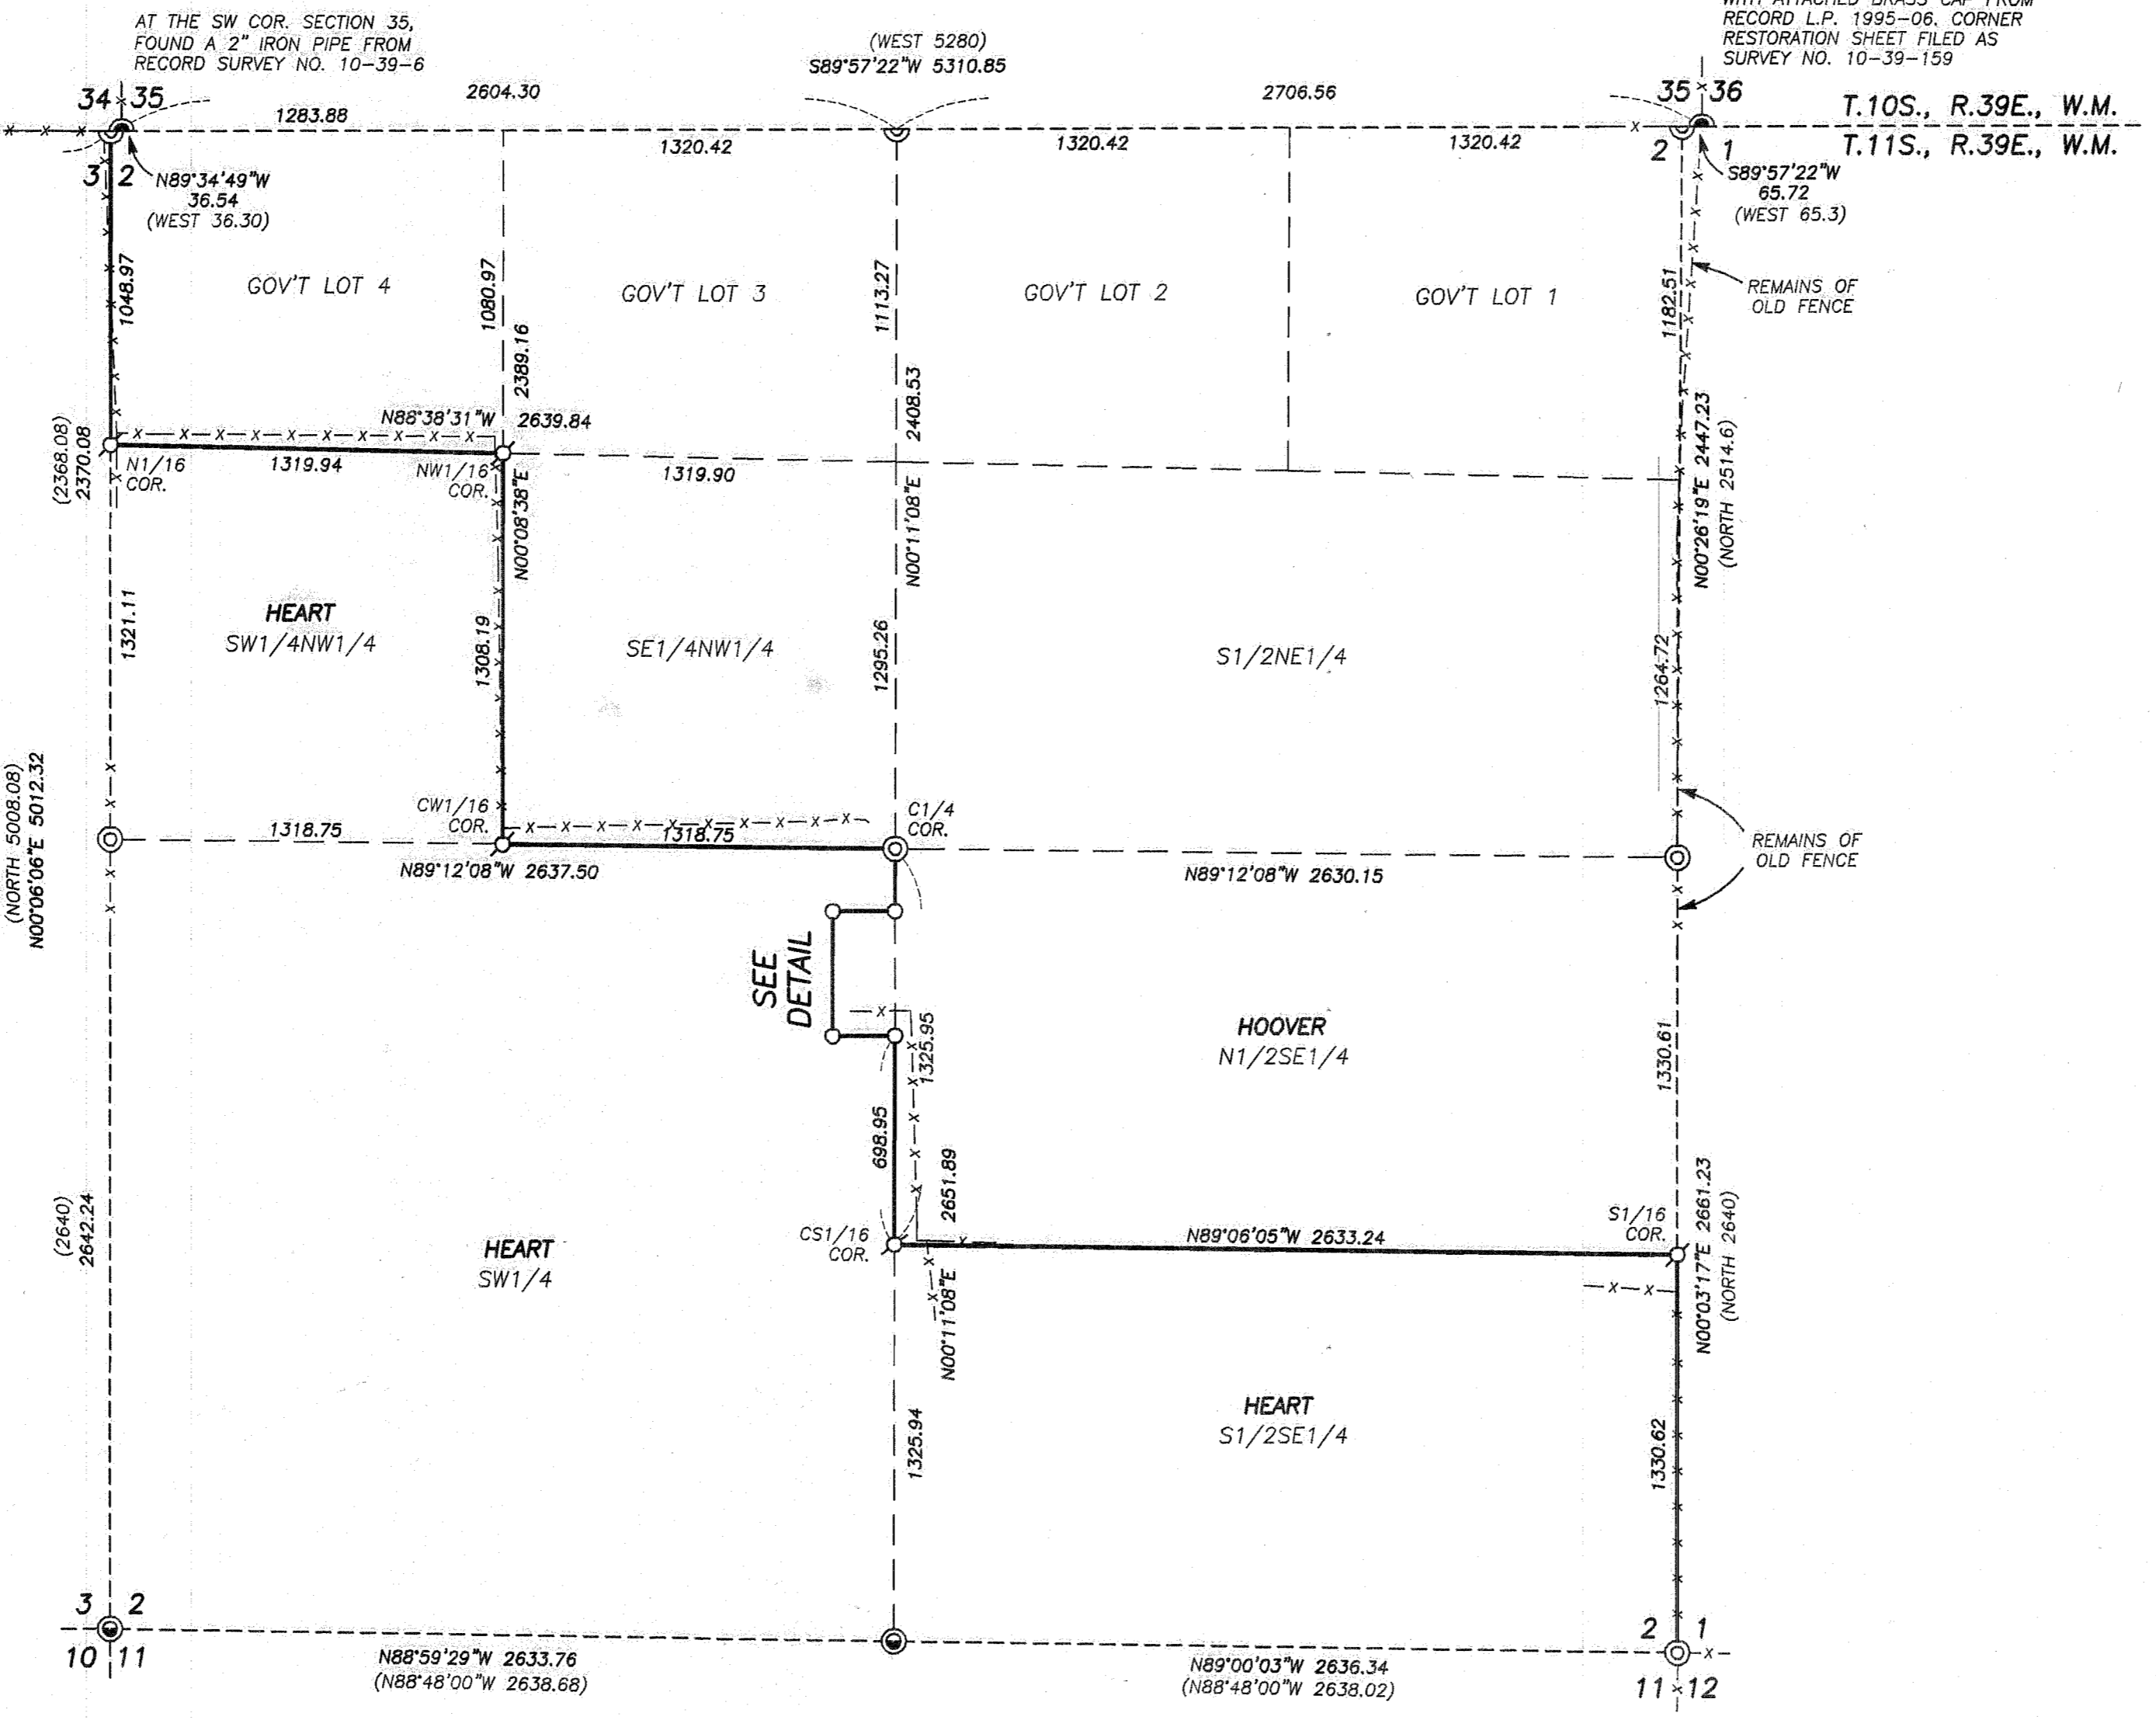 AT THE SW COR. SECTION 35,
FOUND A 2" IRON PIPE FROM
RECORD SURVEY NO. 10-39-6
(WEST 5280)
S89°57'22"W 5310.85
WITH ATTACHED BRASS CAP FROM
RECORD L.P. 1995-06. CORNER
RESTORATION SHEET FILED AS
SURVEY NO. 10-39-159
34 35
1283.88
2604.30
2706.56
35 36
T.10S., R.39E., W.M.
T.11S., R.39E., W.M.
1320.42
1320.42
1320.42
3 2
2 1
N89°34'49"W
36.54
(WEST 36.30)
S89°57'22"W
65.72
(WEST 65.3)
1048.97
GOV'T LOT 4
1080.97
2389.16
GOV'T LOT 3
1113.27
2408.53
GOV'T LOT 2
GOV'T LOT 1
1182.51
REMAINS OF
OLD FENCE
(2368.08)
2370.08
N88°38'31"W 2639.84
N1/16
COR.
1319.94
NW1/16
COR.
1319.90
N00°08'38"E
N00°11'08"E
N00°26'19"E 2447.23
(NORTH 2514.6)
1321.11
HEART
SW1/4NW1/4
1308.19
SE1/4NW1/4
1295.26
S1/2NE1/4
1264.72
(NORTH 5008.08)
N00°06'06"E 5012.32
CW1/16
COR.
C1/4
COR.
1318.75
1318.75
N89°12'08"W 2637.50
N89°12'08"W 2630.15
REMAINS OF
OLD FENCE
SEE
DETAIL
1325.95
HOOVER
N1/2SE1/4
1330.61
698.95
2651.89
(2640)
2642.24
HEART
SW1/4
CS1/16
COR.
N89°06'05"W 2633.24
S1/16
COR.
N00°03'17"E 2661.23
(NORTH 2640)
N00°11'08"E
1325.94
HEART
S1/2SE1/4
1330.62
3 2
2 1
10 11
N88°59'29"W 2633.76
(N88°48'00"W 2638.68)
N89°00'03"W 2636.34
(N88°48'00"W 2638.02)
11 12